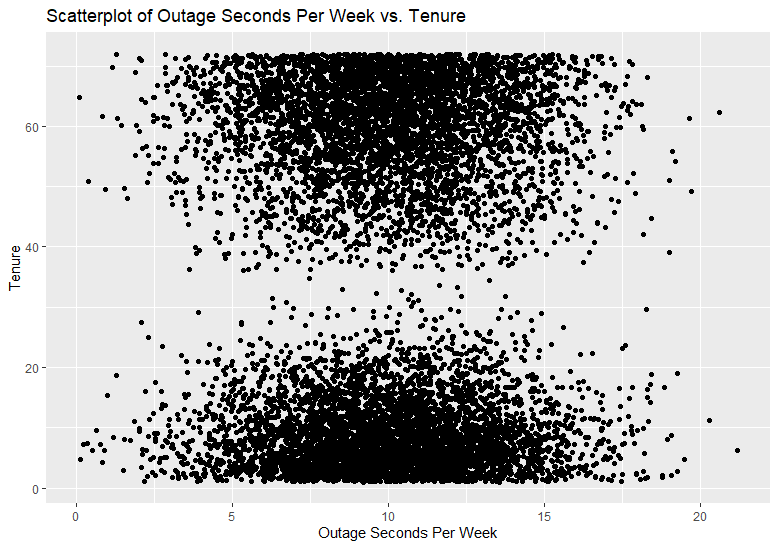 Scatterplot of Outage Seconds Per Week vs. Tenure
60
40
20
0
Tenure
0 5 10 15 20
Outage Seconds Per Week